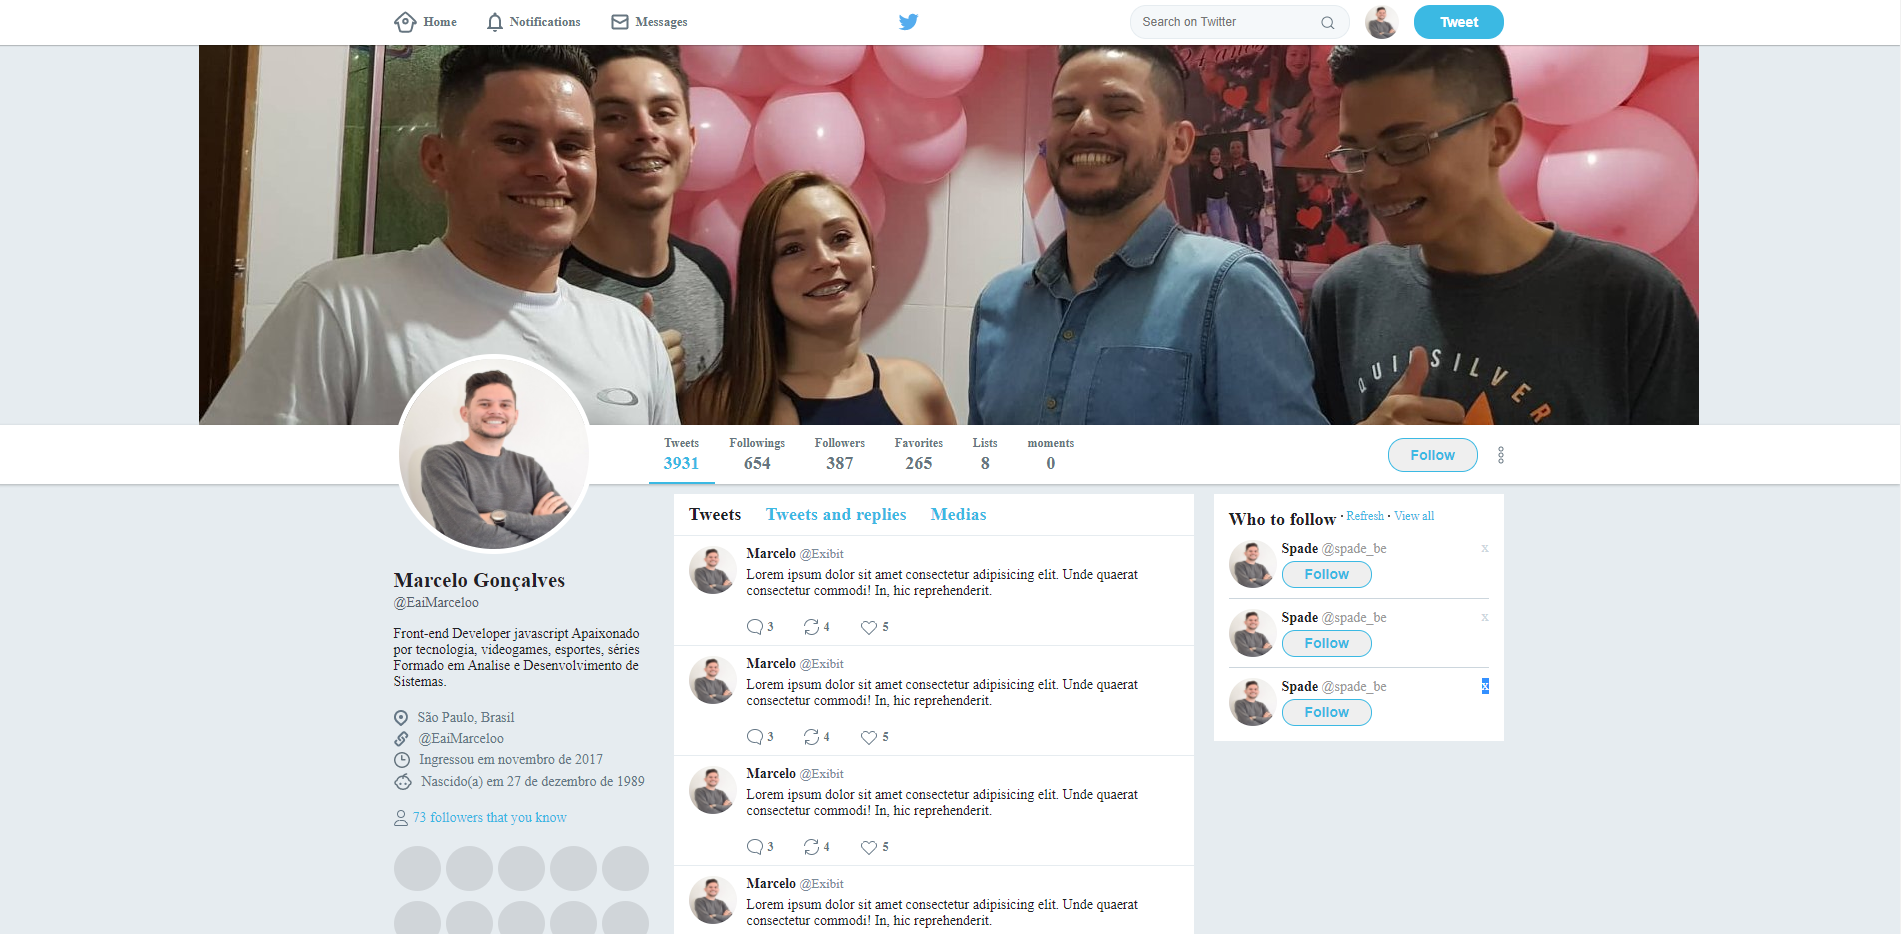 Home Notifications Messages Search on Twitter Tweet
QUIKSILVER
Tweets Followings Followers Favorites Lists moments
3931 654 387 265 8 0
Follow
Marcelo Gonçalves
@EaiMarceloo
Front-end Developer javascript Apaixonado
por tecnologia, videogames, esportes, séries
Formado em Analise e Desenvolvimento de
Sistemas.
São Paulo, Brasil
@EaiMarceloo
Ingressou em novembro de 2017
Nascido(a) em 27 de dezembro de 1989
73 followers that you know
Tweets Tweets and replies Medias
Marcelo @Exibit
Lorem ipsum dolor sit amet consectetur adipisicing elit. Unde quaerat
consectetur commodi! In, hic reprehenderit.
3 4 5
Marcelo @Exibit
Lorem ipsum dolor sit amet consectetur adipisicing elit. Unde quaerat
consectetur commodi! In, hic reprehenderit.
3 4 5
Marcelo @Exibit
Lorem ipsum dolor sit amet consectetur adipisicing elit. Unde quaerat
consectetur commodi! In, hic reprehenderit.
3 4 5
Marcelo @Exibit
Lorem ipsum dolor sit amet consectetur adipisicing elit. Unde quaerat
consectetur commodi! In, hic reprehenderit.
Who to follow · Refresh · View all
Spade @spade_be x
Follow
Spade @spade_be x
Follow
Spade @spade_be x
Follow